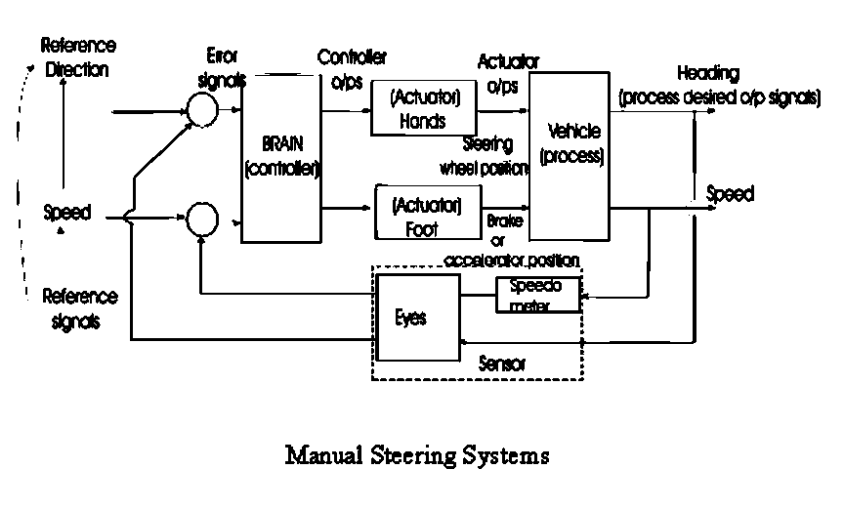 Reference
Direction
Error
signals
Controller
o/ps
Actuator
o/ps
Heading
(process desired o/p signals)
(Actuator)
Hands
BRAIN
(controller)
Vehicle
(process)
Steering
wheel position
Speed
Speed
(Actuator)
Foot
Brake
or
accelerator position
Reference
signals
Eyes
Speedo
meter
Sensor
Manual Steering Systems